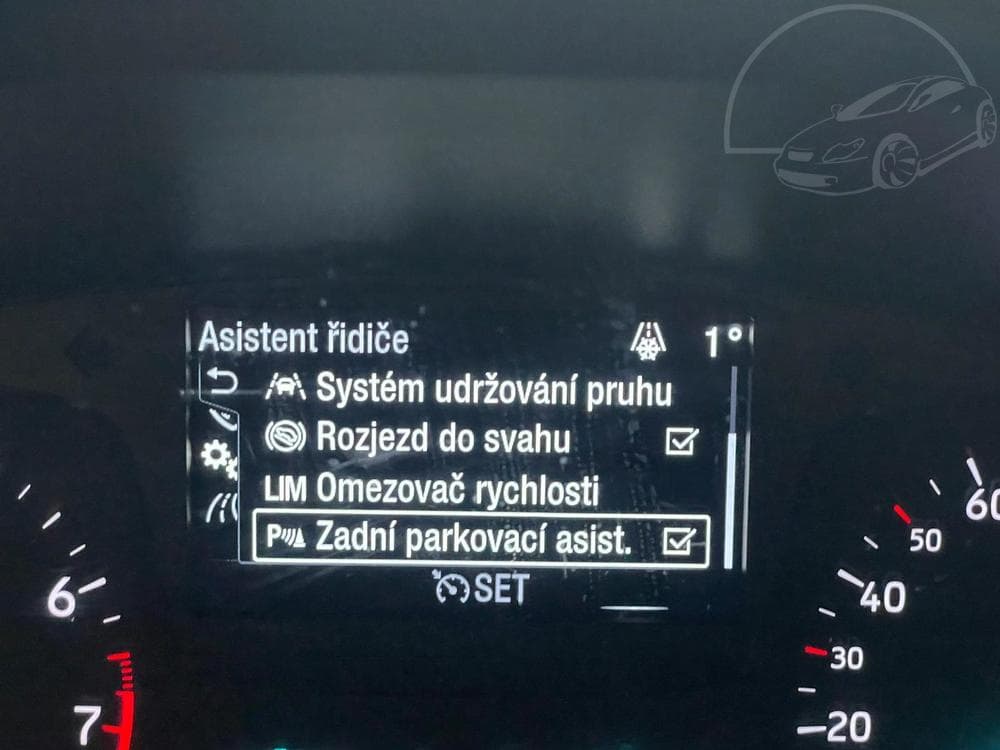 Asistent řidiče 1°
Systém udržování pruhu
Rozjezd do svahu
LIM Omezovač rychlosti
P Zadní parkovací asist.
SET
6
7
60
50
40
30
20